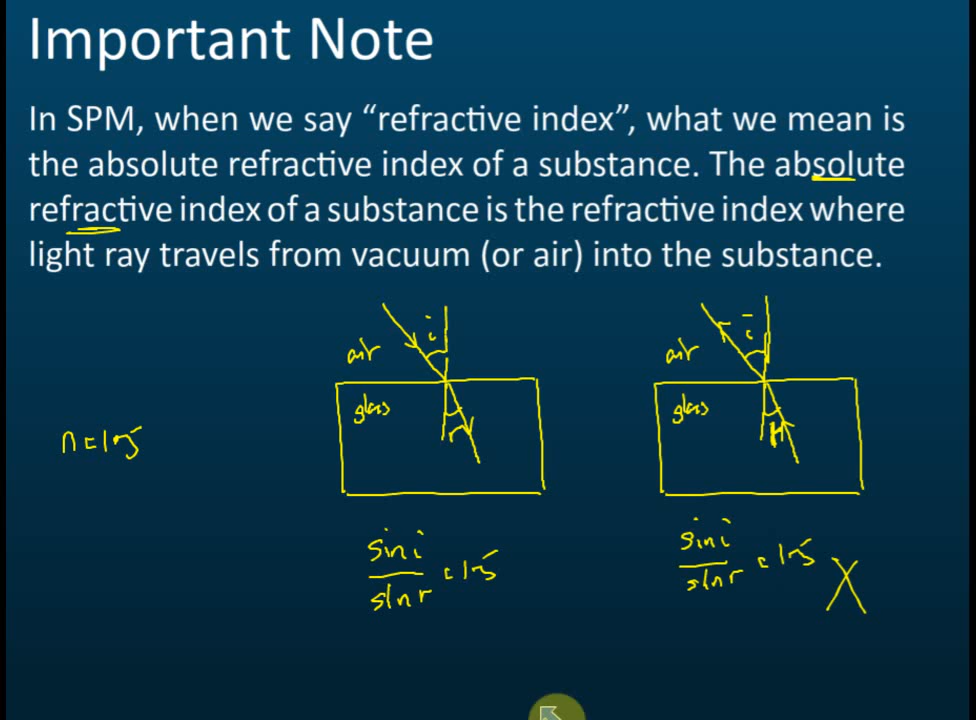 Important Note
In SPM, when we say “refractive index”, what we mean is
the absolute refractive index of a substance. The absolute
refractive index of a substance is the refractive index where
light ray travels from vacuum (or air) into the substance.
i
air
glass
r
i
air
glass
n = 1.5
sin i
sin r
= 1.5
sin i
sin r
= 1.5
X